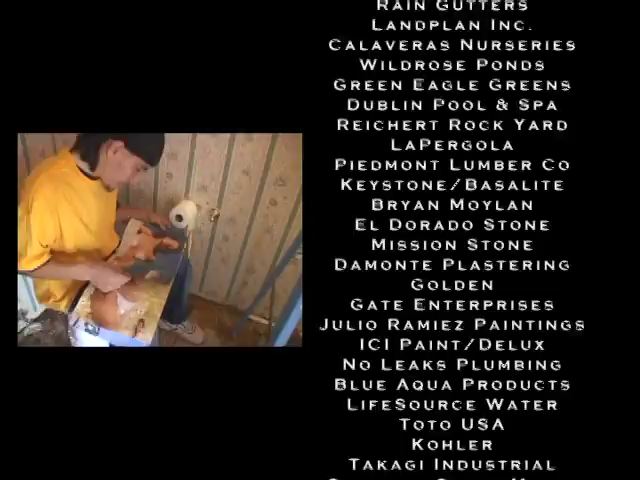 Rain Gutters
Landplan Inc.
Calaveras Nurseries
Wildrose Ponds
Green Eagle Greens
Dublin Pool & Spa
Reichert Rock Yard
LaPergola
Piedmont Lumber Co
Keystone/Basalite
Bryan Moylan
El Dorado Stone
Mission Stone
Damonte Plastering
Golden
Gate Enterprises
Julio Ramiez Paintings
ICI Paint/Delux
No Leaks Plumbing
Blue Aqua Products
LifeSource Water
Toto USA
Kohler
Takagi Industrial